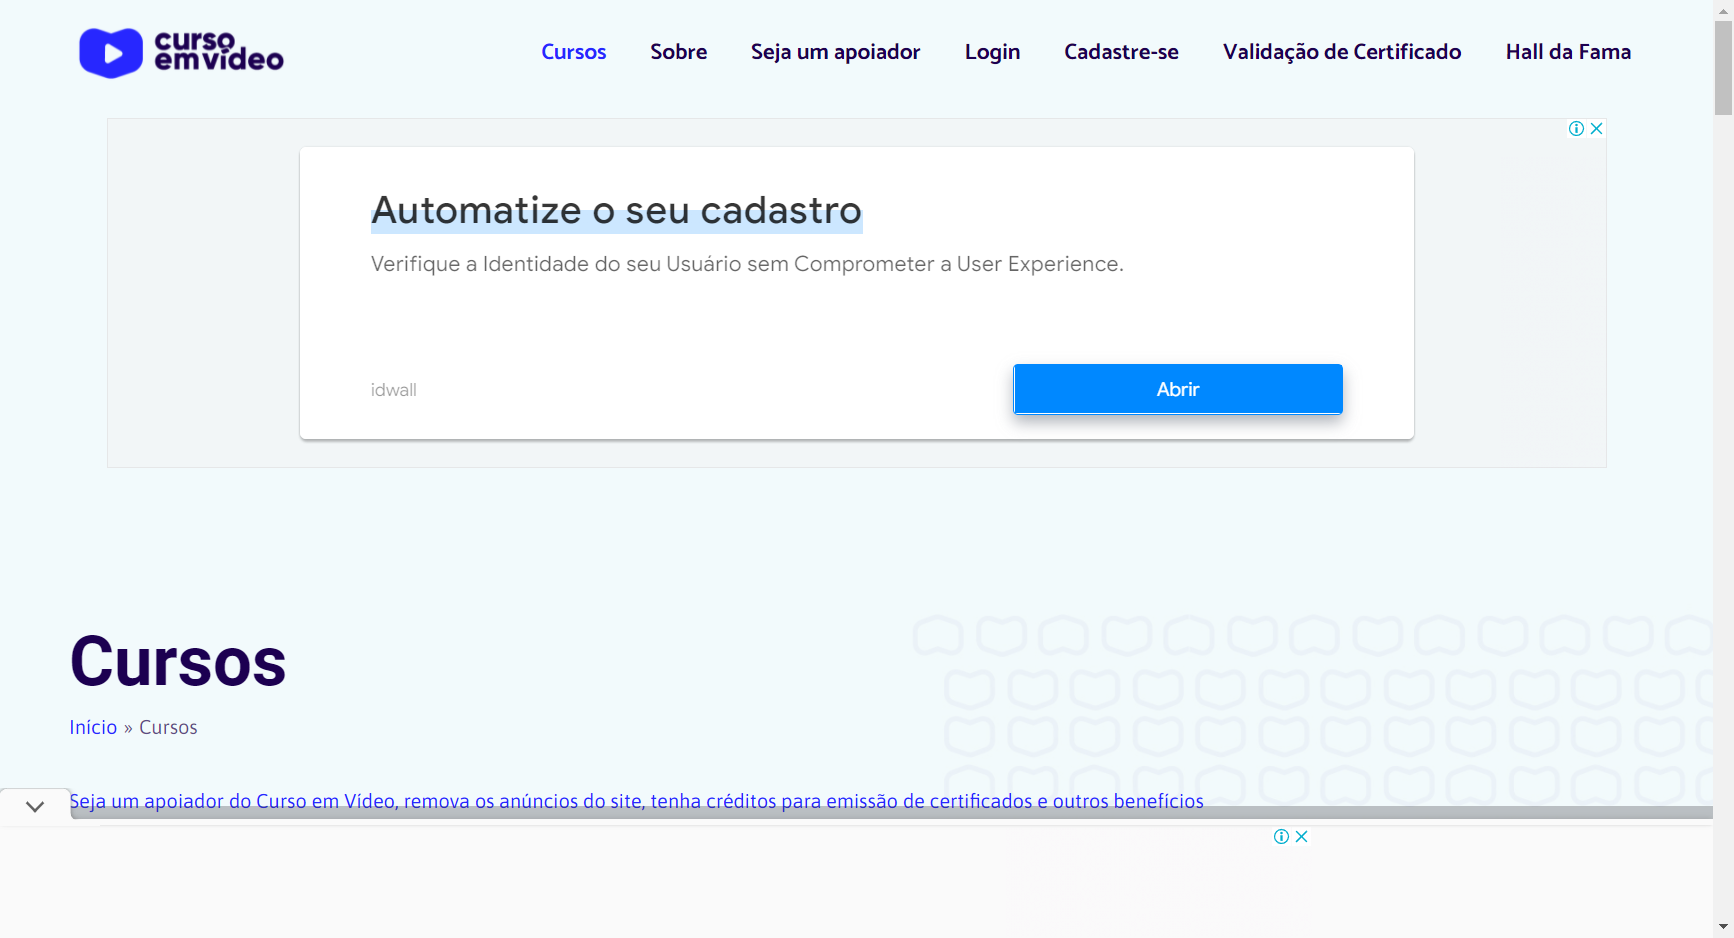 curso
emvídeo
Cursos Sobre Seja um apoiador Login Cadastre-se Validação de Certificado Hall da Fama
Automatize o seu cadastro
Verifique a Identidade do seu Usuário sem Comprometer a User Experience.
idwall
Abrir
Cursos
Início » Cursos
Seja um apoiador do Curso em Vídeo, remova os anúncios do site, tenha créditos para emissão de certificados e outros benefícios